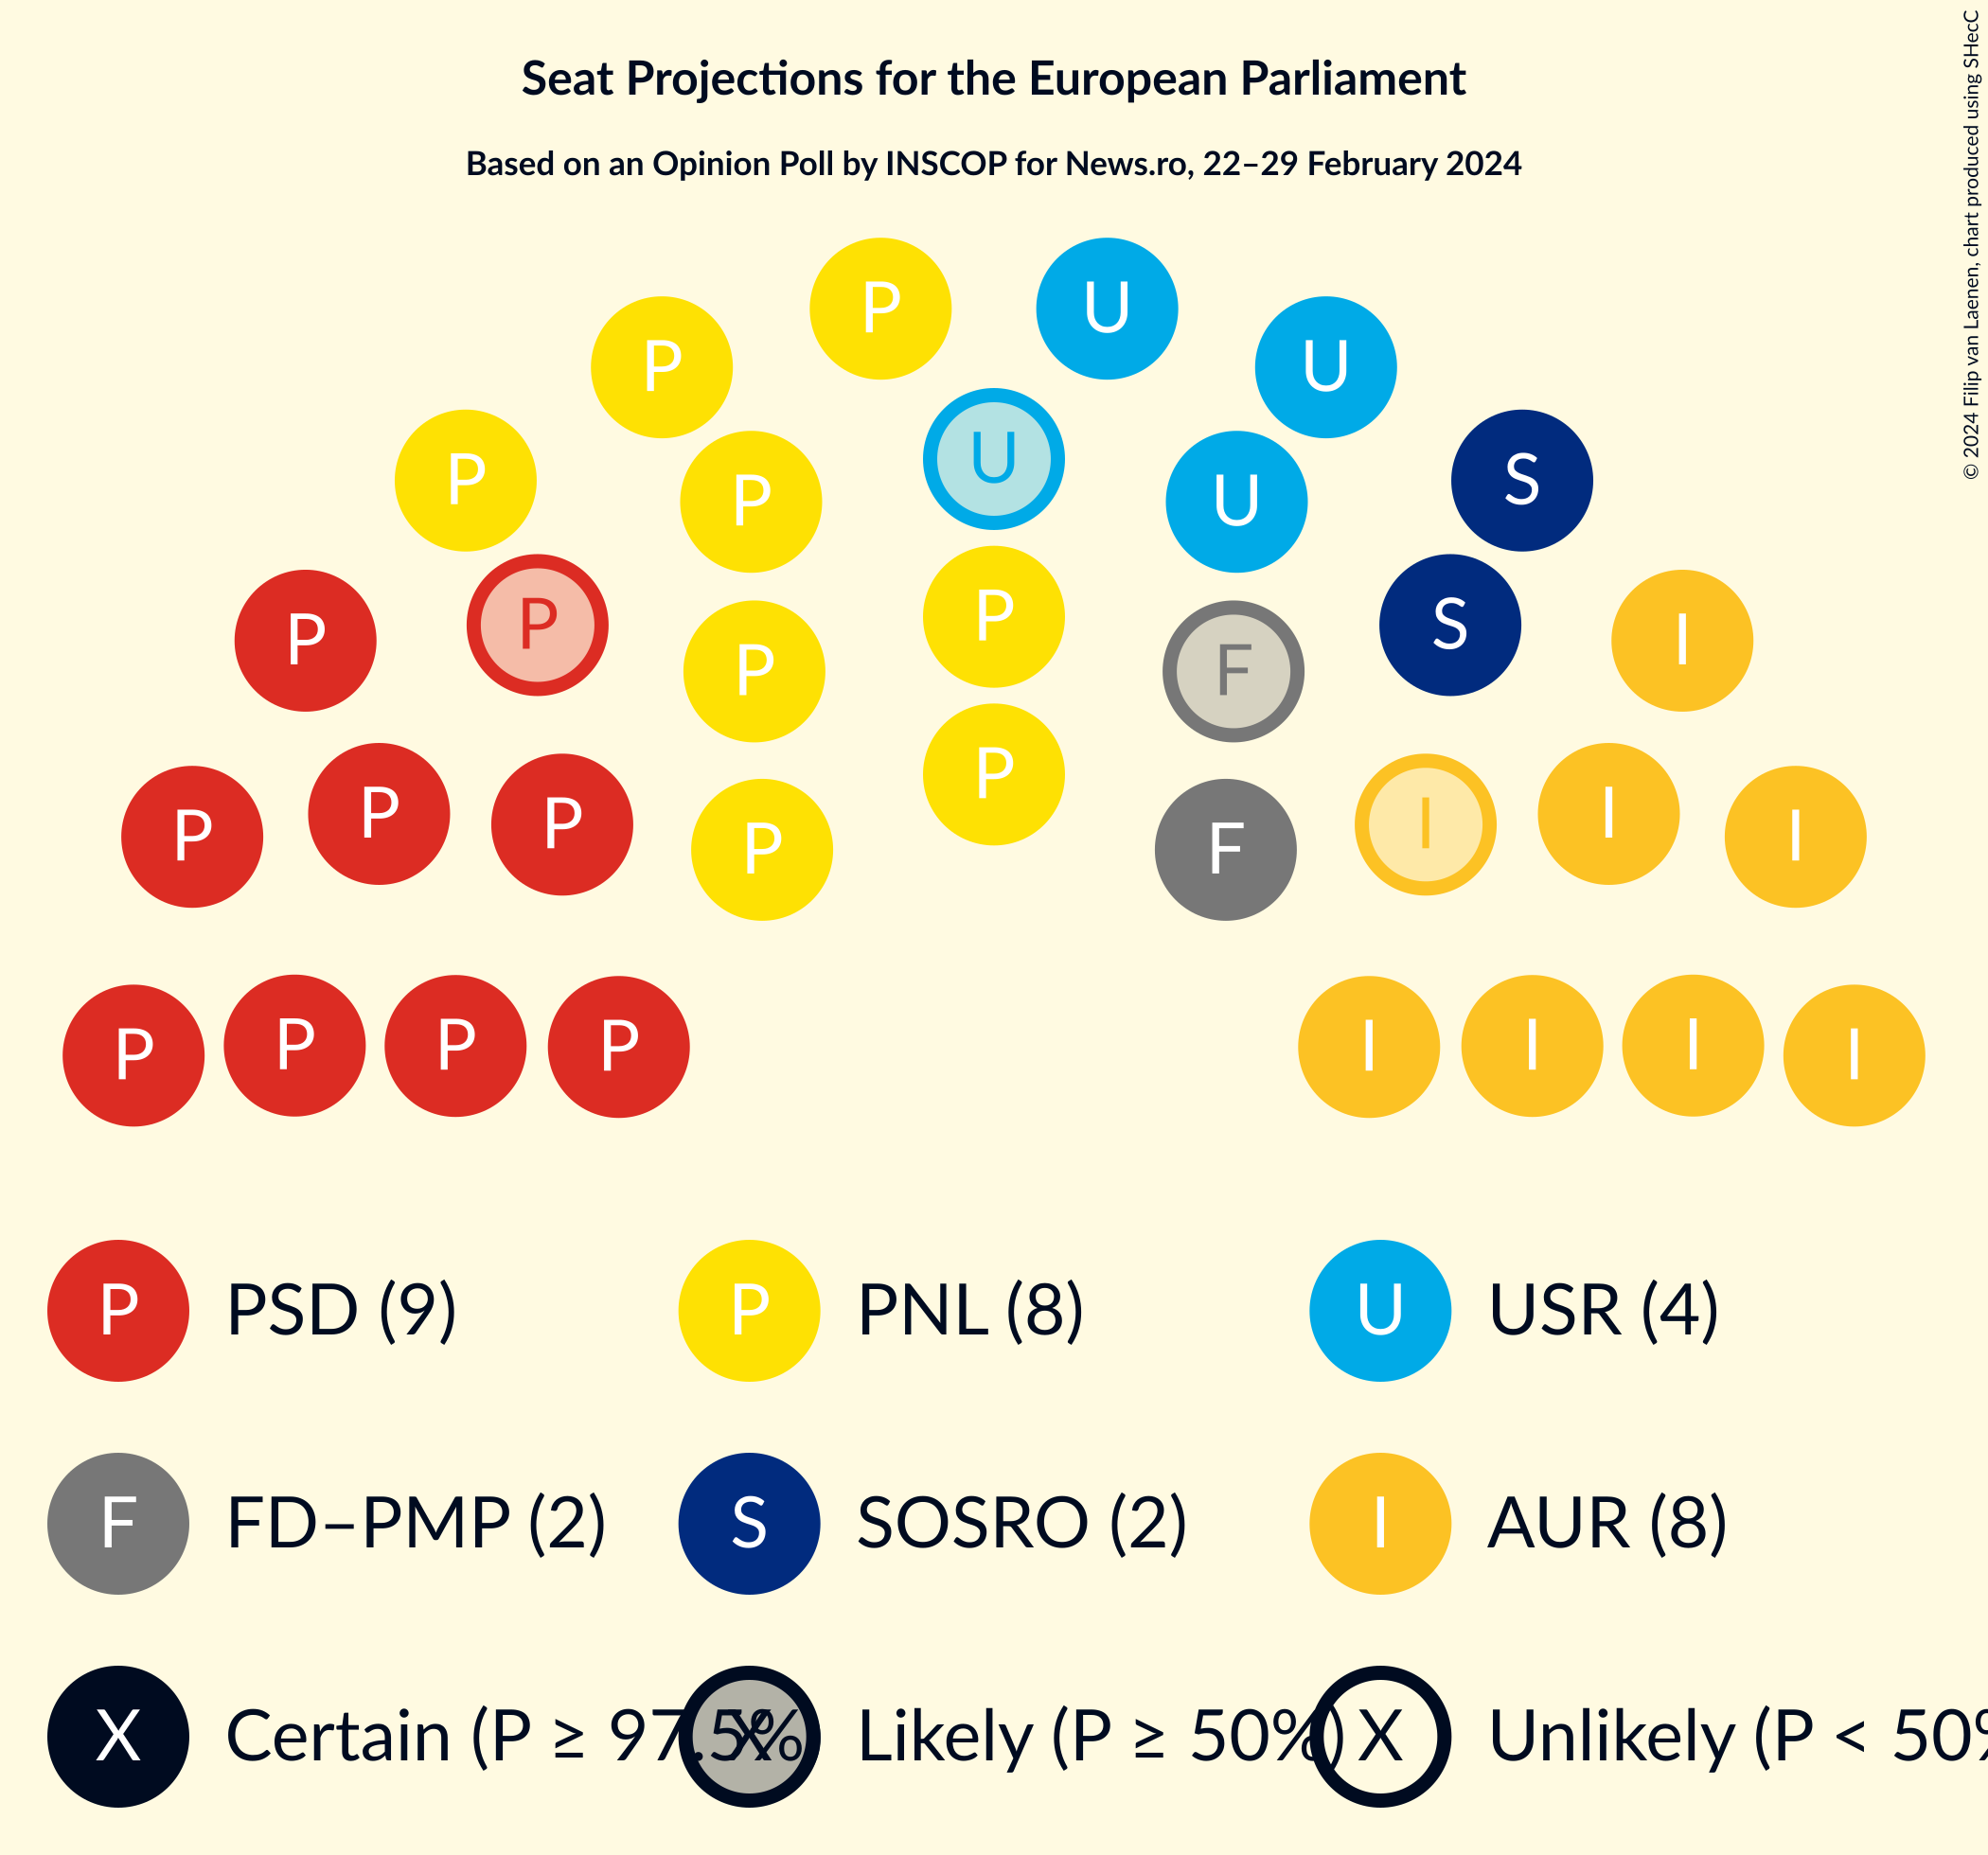 Seat Projections for the European Parliament
Based on an Opinion Poll by INSCOP for News.ro, 22–29 February 2024
© 2024 Filip van Laenen, chart produced using SHecC
P U
P U
P U S
P P U
P P S
P P F I
P P P P I I I
P F
P P P P I I I I
P PSD (9) P PNL (8) U USR (4)
F FD–PMP (2) S SOSRO (2) I AUR (8)
X Certain (P ≥ 97.5% X Likely (P ≥ 50%) X Unlikely (P < 50%